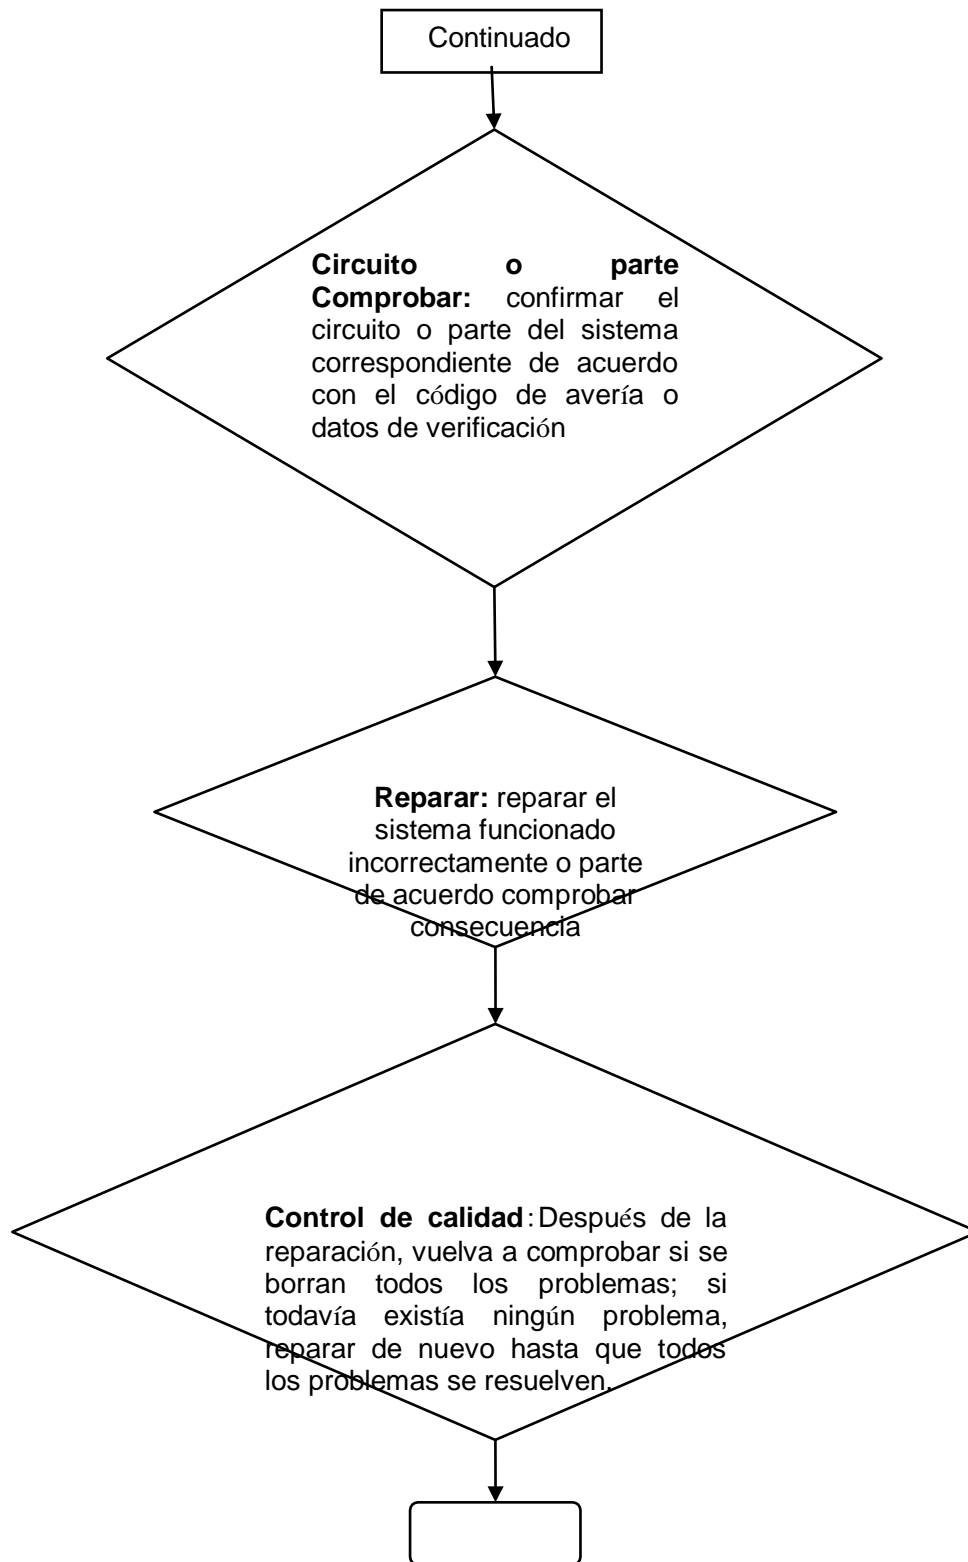 Continuado
Circuito o parte
Comprobar: confirmar el
circuito o parte del sistema
correspondiente de acuerdo
con el código de avería o
datos de verificación
Reparar: reparar el
sistema funcionado
incorrectamente o parte
de acuerdo comprobar
consecuencia
Control de calidad:Después de la
reparación, vuelva a comprobar si se
borran todos los problemas; si
todavía existía ningún problema,
reparar de nuevo hasta que todos
los problemas se resuelven.